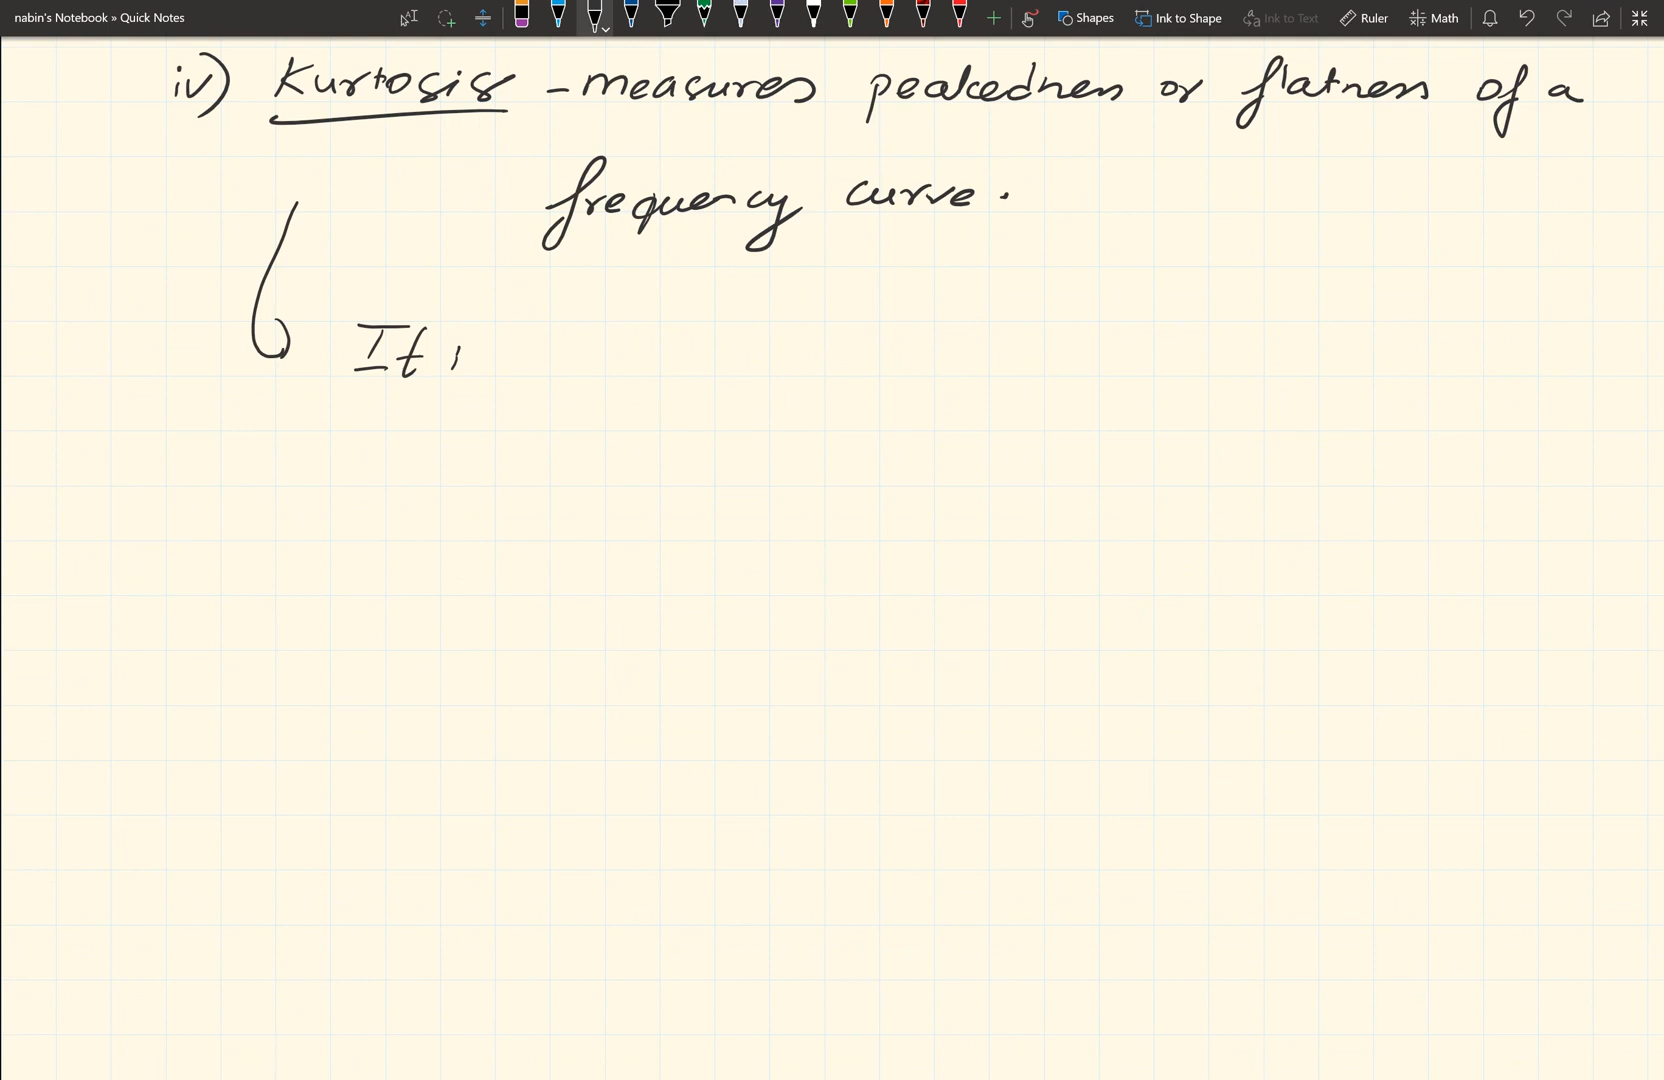 nabin's Notebook » Quick Notes Shapes Ink to Shape Ink to Text Ruler Math
iv) Kurtosis - measures peakedness or flatness of a
frequency curve.
It